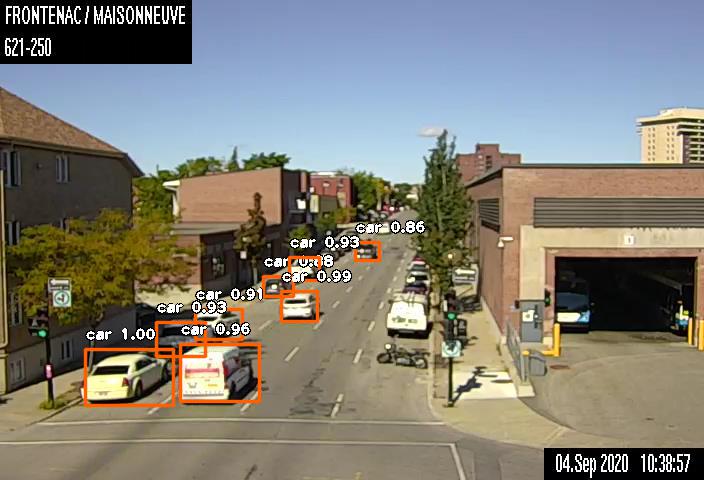 FRONTENAC / MAISONNEUVE
621-250
car 0.86
car 0.93
car 0.99
car 0.91
car 0.93
car 0.96
car 1.00
1
04.Sep 2020 10:38:57